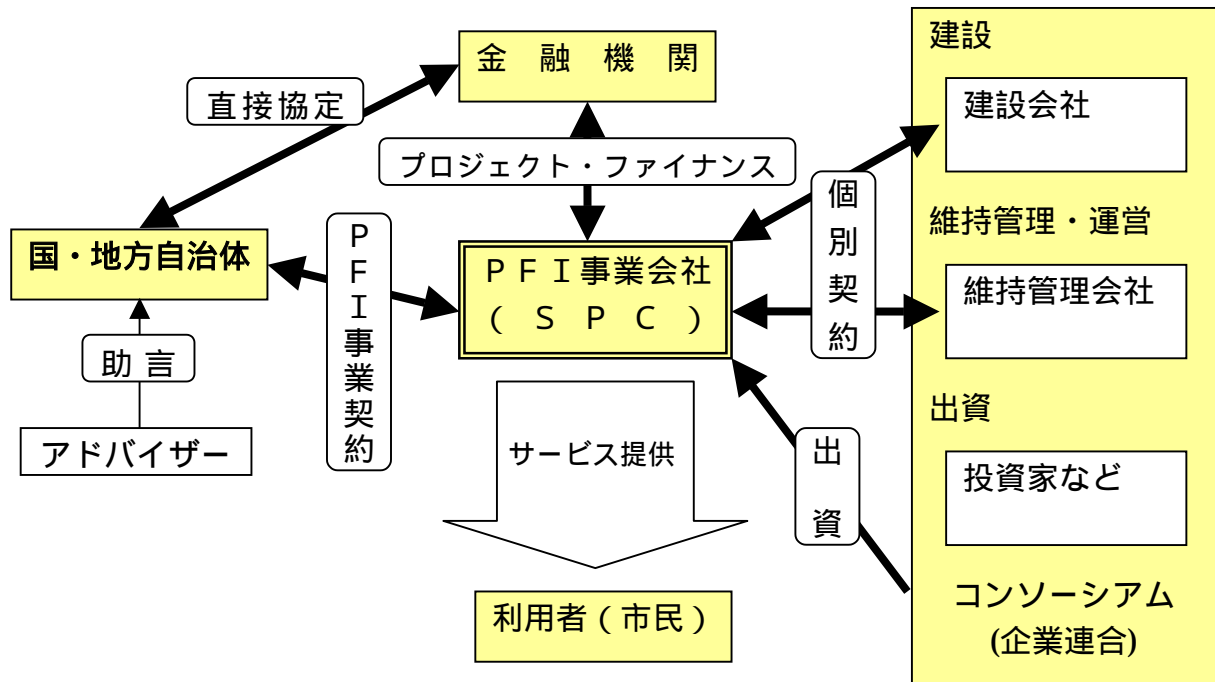 金融機関
直接協定
プロジェクト・ファイナンス
国・地方自治体
PFI事業契約
PFI事業会社
(SPC)
個別契約
助言
アドバイザー
サービス提供
出資
利用者(市民)
建設
建設会社
維持管理・運営
維持管理会社
出資
投資家など
コンソーシアム
(企業連合)